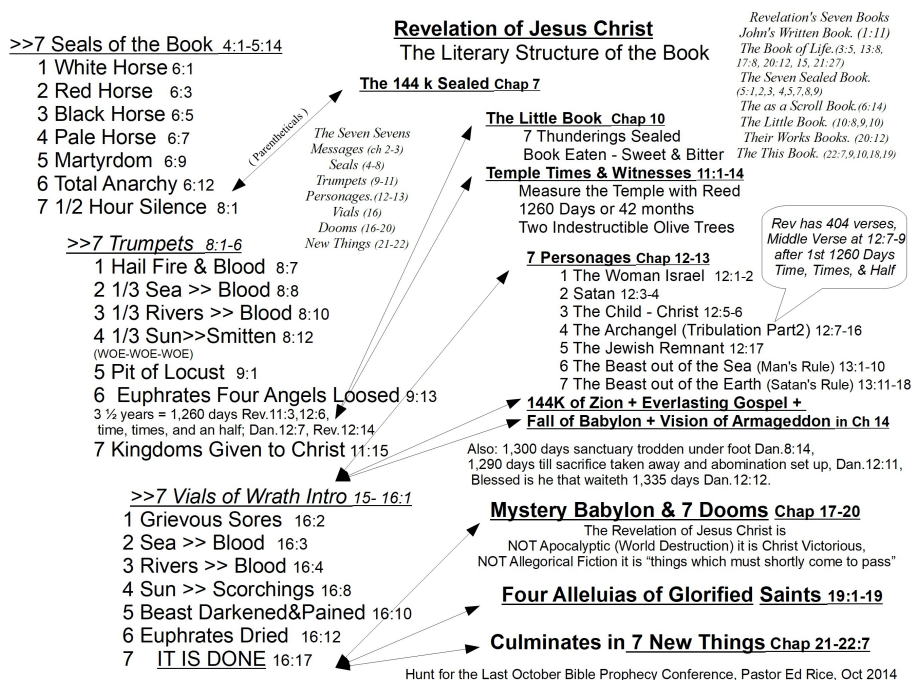 Revelation of Jesus Christ
The Literary Structure of the Book
>>7 Seals of the Book 4:1-5:14
1 White Horse 6:1
2 Red Horse 6:3
3 Black Horse 6:5
4 Pale Horse 6:7
5 Martyrdom 6:9
6 Total Anarchy 6:12
7 1/2 Hour Silence 8:1
( Parentheticals )
The 144 k Sealed Chap 7
The Seven Sevens
Messages (ch 2-3)
Seals (4-8)
Trumpets (9-11)
Personages.(12-13)
Vials (16)
Dooms (16-20)
New Things (21-22)
Revelation's Seven Books
John's Written Book. (1:11)
The Book of Life.(3:5, 13:8,
17:8, 20:12, 15, 21:27)
The Seven Sealed Book.
(5:1,2,3, 4,5,7,8,9)
The as a Scroll Book.(6:14)
The Little Book. (10:8,9,10)
Their Works Books. (20:12)
The This Book. (22:7,9,10,18,19)
The Little Book Chap 10
7 Thunderings Sealed
Book Eaten - Sweet & Bitter
Temple Times & Witnesses 11:1-14
Measure the Temple with Reed
1260 Days or 42 months
Two Indestructible Olive Trees
>>7 Trumpets 8:1-6
1 Hail Fire & Blood 8:7
2 1/3 Sea >> Blood 8:8
3 1/3 Rivers >> Blood 8:10
4 1/3 Sun>>Smitten 8:12
(WOE-WOE-WOE)
5 Pit of Locust 9:1
6 Euphrates Four Angels Loosed 9:13
3 ½ years = 1,260 days Rev.11:3,12:6,
time, times, and an half; Dan.12:7, Rev.12:14
7 Kingdoms Given to Christ 11:15
7 Personages Chap 12-13
1 The Woman Israel 12:1-2
2 Satan 12:3-4
3 The Child - Christ 12:5-6
4 The Archangel (Tribulation Part2) 12:7-16
5 The Jewish Remnant 12:17
6 The Beast out of the Sea (Man's Rule) 13:1-10
7 The Beast out of the Earth (Satan's Rule) 13:11-18
Rev has 404 verses,
Middle Verse at 12:7-9
after 1st 1260 Days
Time, Times, & Half
144K of Zion + Everlasting Gospel +
Fall of Babylon + Vision of Armageddon in Ch 14
Also: 1,300 days sanctuary trodden under foot Dan.8:14,
1,290 days till sacrifice taken away and abomination set up, Dan.12:11,
Blessed is he that waiteth 1,335 days Dan.12:12.
>>7 Vials of Wrath Intro 15- 16:1
1 Grievous Sores 16:2
2 Sea >> Blood 16:3
3 Rivers >> Blood 16:4
4 Sun >> Scorchings 16:8
5 Beast Darkened&Pained 16:10
6 Euphrates Dried 16:12
7 IT IS DONE 16:17
Mystery Babylon & 7 Dooms Chap 17-20
The Revelation of Jesus Christ is
NOT Apocalyptic (World Destruction) it is Christ Victorious,
NOT Allegorical Fiction it is “things which must shortly come to pass”
Four Alleluias of Glorified Saints 19:1-19
Culminates in 7 New Things Chap 21-22:7
Hunt for the Last October Bible Prophecy Conference, Pastor Ed Rice, Oct 2014